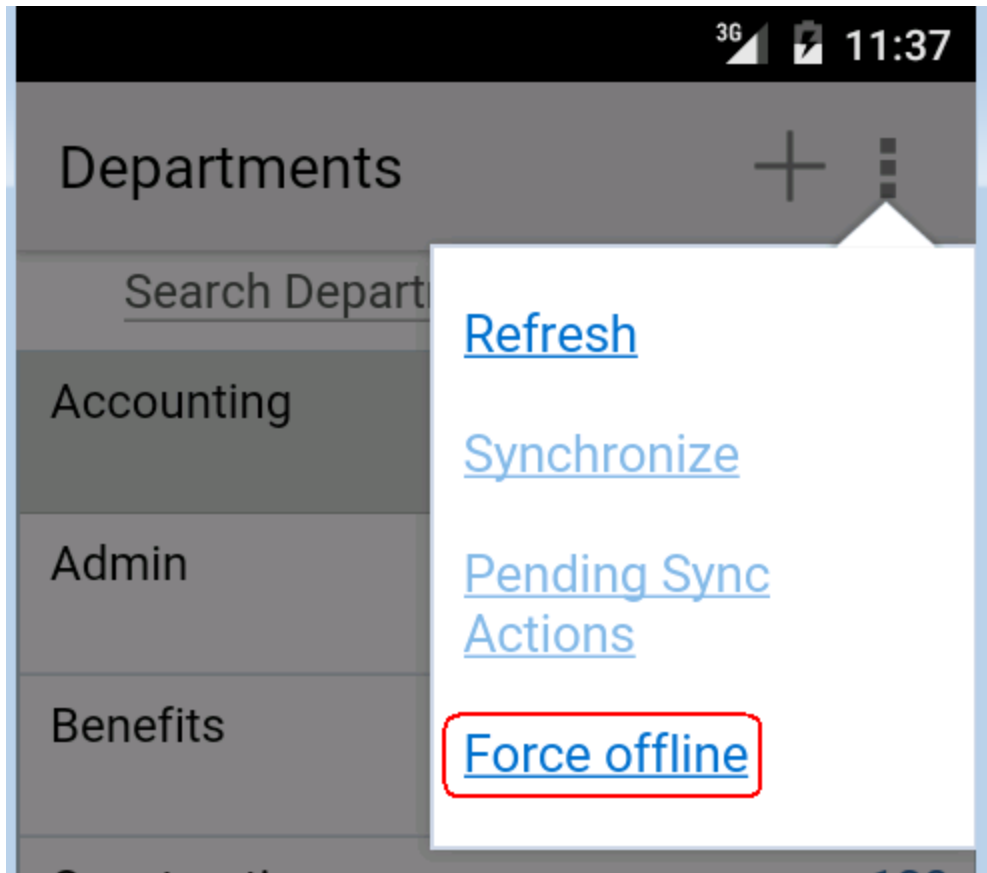 3G 11:37
Departments
Search Depart
Refresh
Accounting
Synchronize
Admin
Pending Sync
Actions
Benefits
Force offline